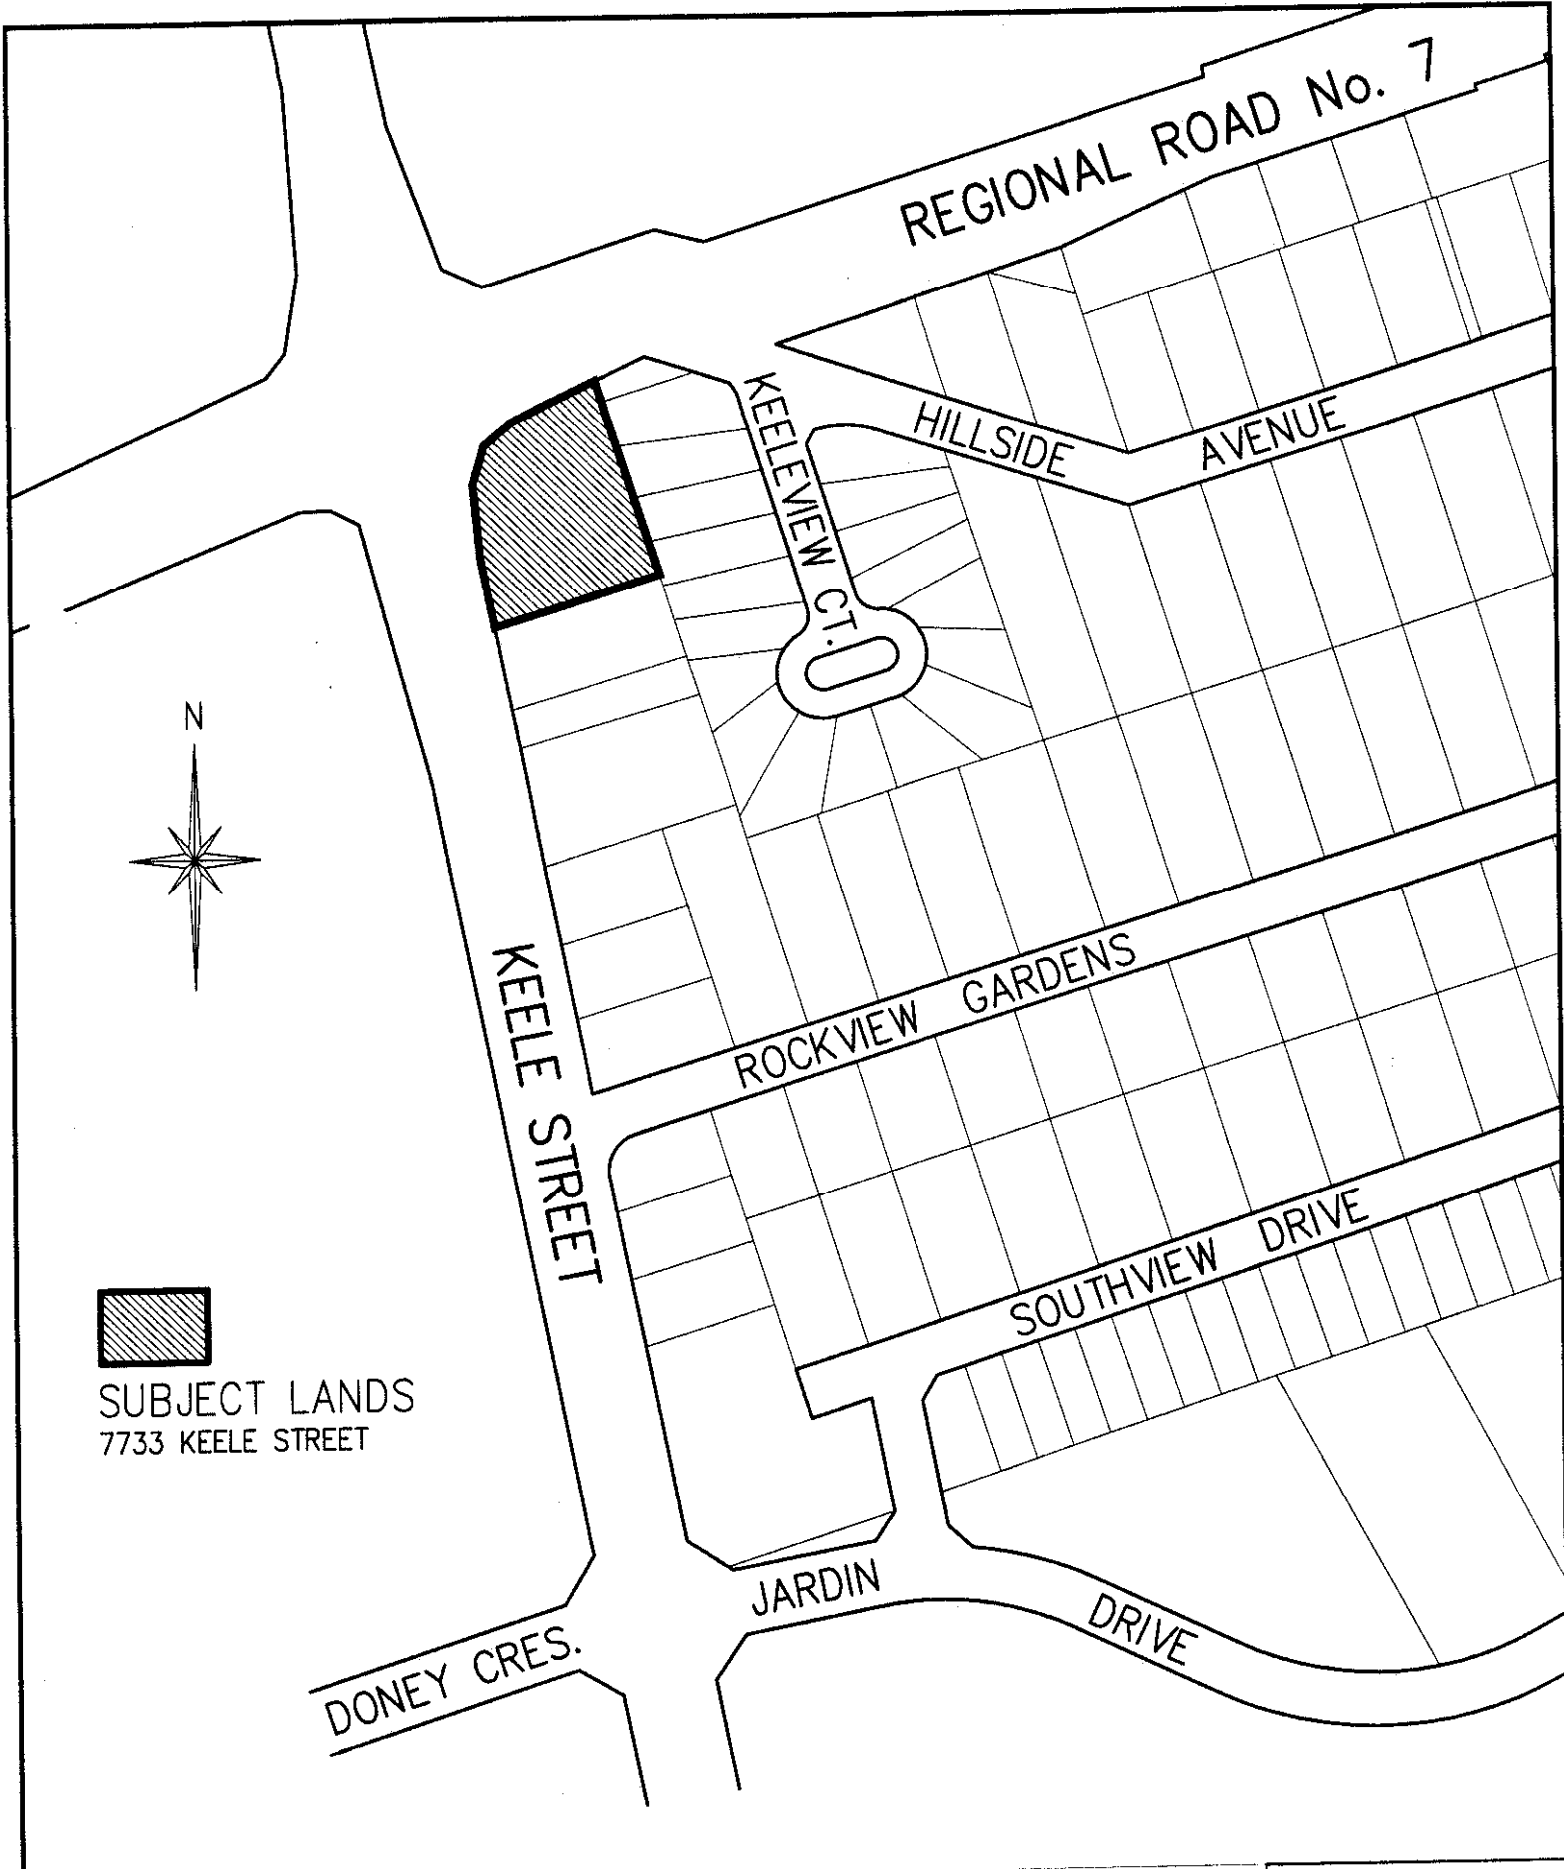 REGIONAL ROAD No. 7
KEELEVIEW CT.
HILLSIDE AVENUE
N
KEELE STREET
ROCKVIEW GARDENS
SOUTHVIEW DRIVE
SUBJECT LANDS
7733 KEELE STREET
JARDIN DRIVE
DONEY CRES.